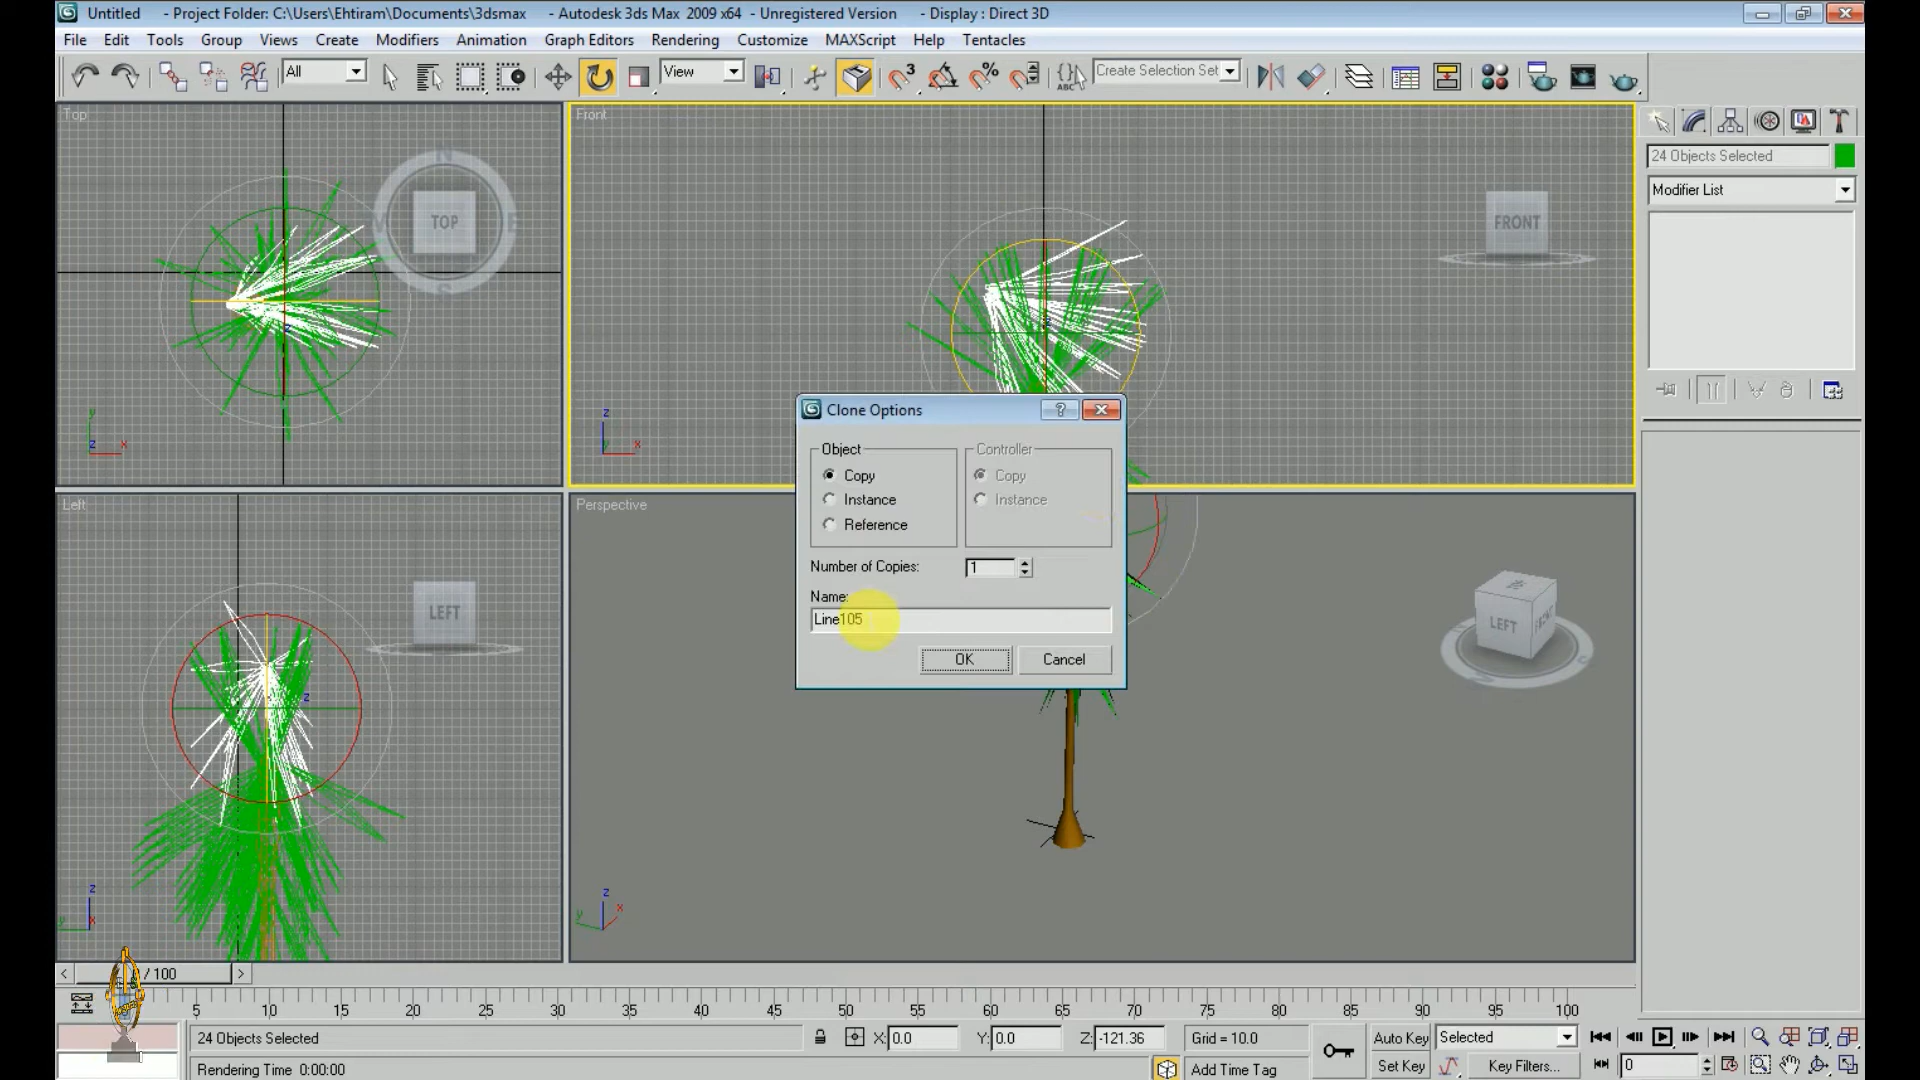 Untitled - Project Folder: C:\Users\Ehtiram\Documents\3dsmax - Autodesk 3ds Max 2009 x64 - Unregistered Version - Display : Direct 3D
File Edit Tools Group Views Create Modifiers Animation Graph Editors Rendering Customize MAXScript Help Tentacles
All View Create Selection Set
Top
Front
24 Objects Selected
Modifier List
N
TOP
E
S
FRONT
y
z x
z
x
Clone Options
Object
Controller
Copy
Copy
Instance
Instance
Reference
Number of Copies: 1
Name:
Line105
OK Cancel
Left
Perspective
LEFT
LEFT
z
z
y x
/ 100
5 10 15 20 25 30 35 40 45 50 55 60 65 70 75 80 85 90 95 100
24 Objects Selected X: 0.0 Y: 0.0 Z: -121.36 Grid = 10.0 Auto Key Selected
Rendering Time 0:00:00 Add Time Tag Set Key Key Filters... 0